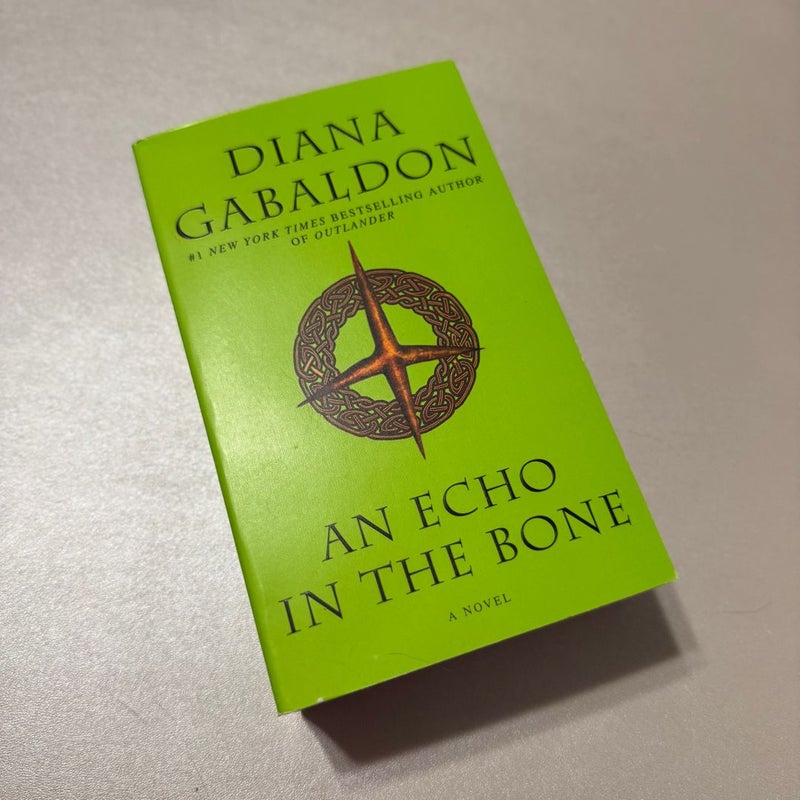 DIANA
GABALDON
#1 NEW YORK TIMES BESTSELLING AUTHOR
OF OUTLANDER
AN ECHO
IN THE BONE
A NOVEL